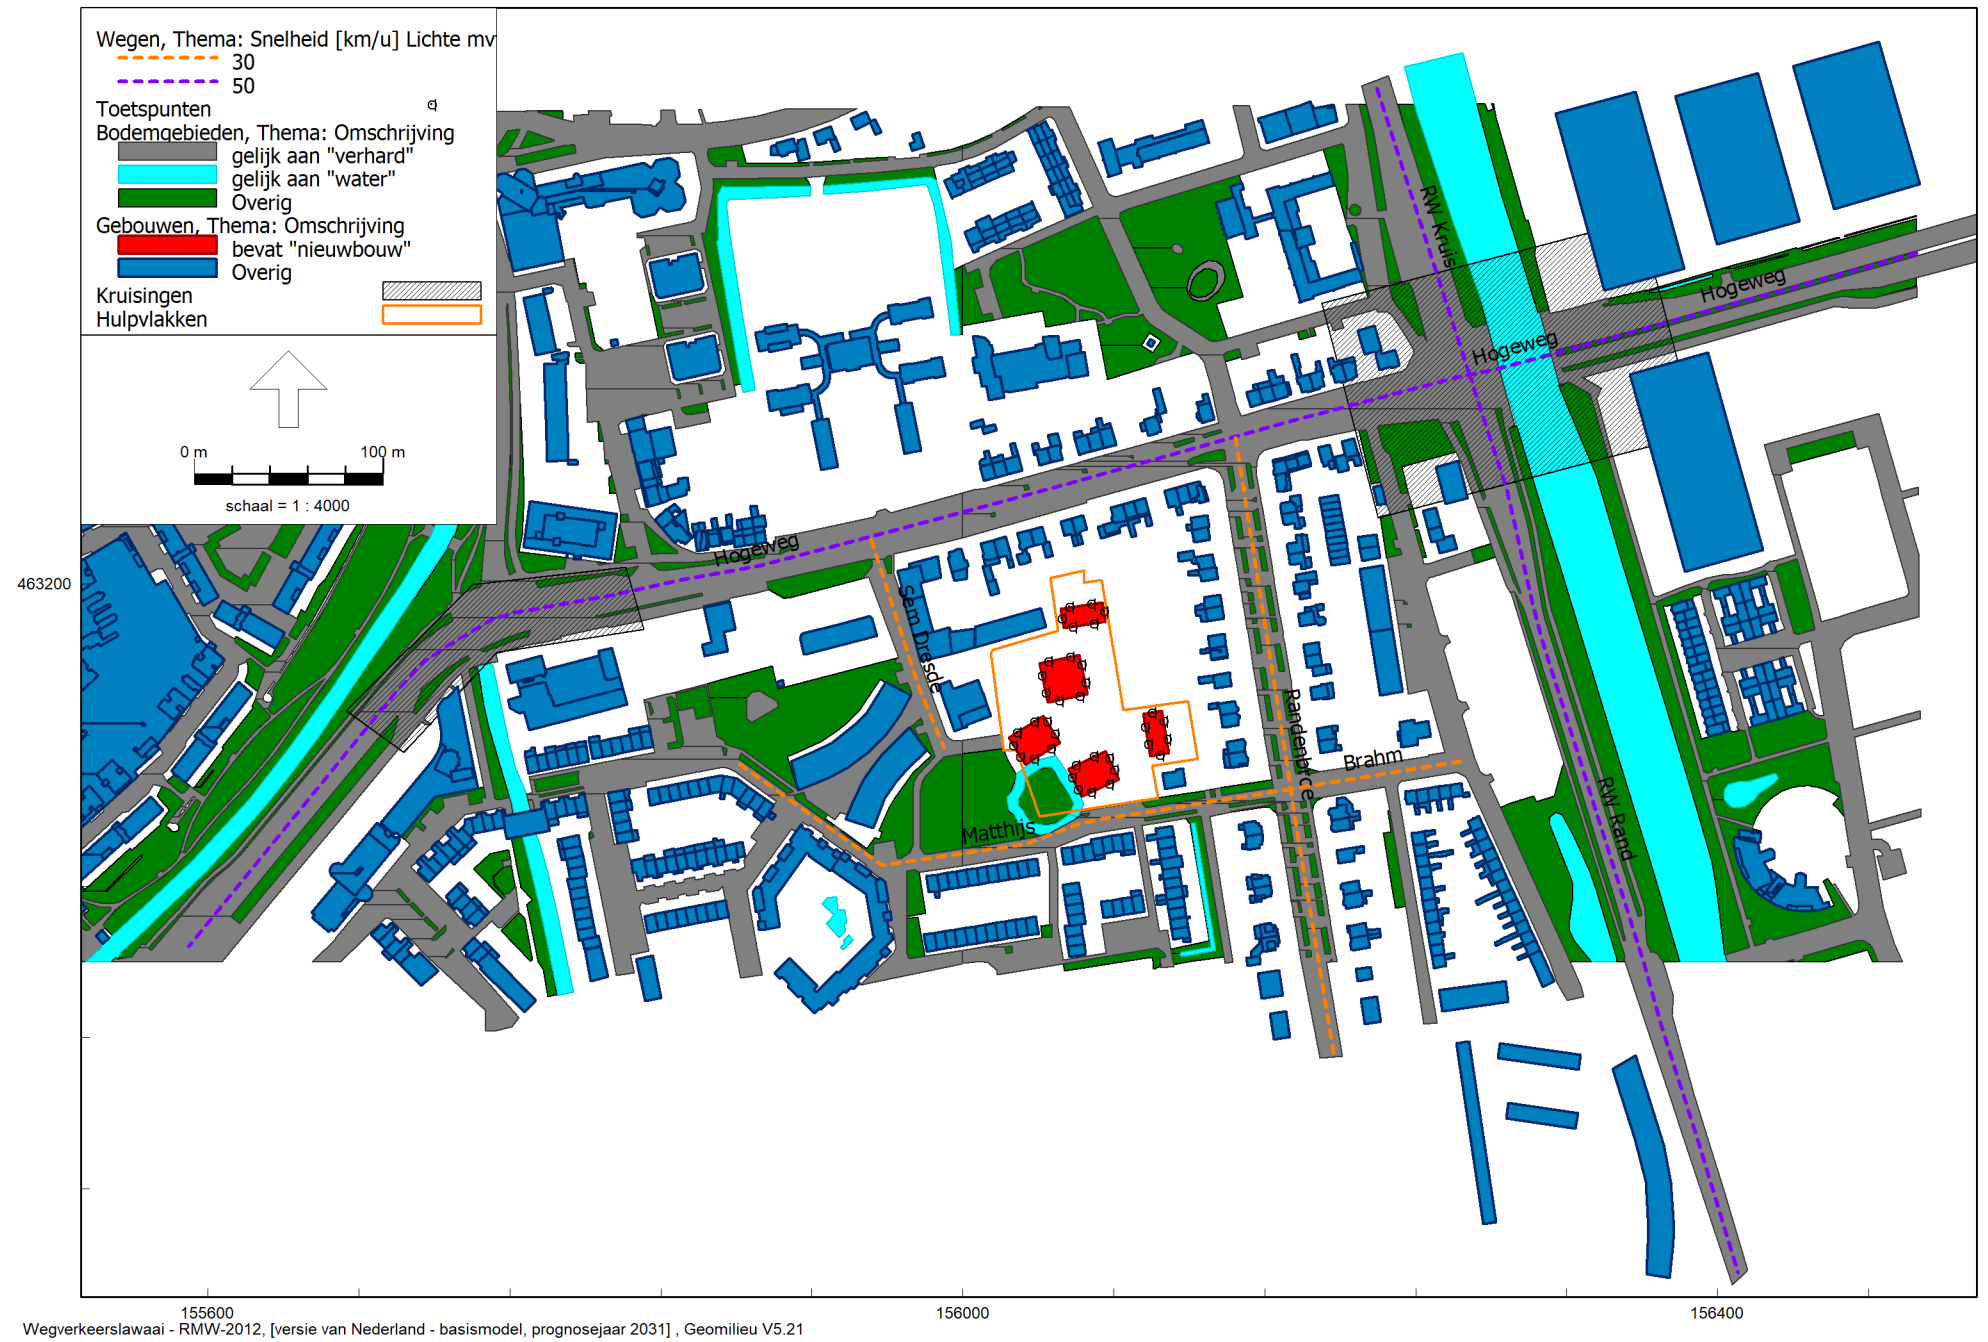 Wegen, Thema: Snelheid [km/u] Lichte mv
30
50
Toetspunten
Bodemgebieden, Thema: Omschrijving
gelijk aan "verhard"
gelijk aan "water"
Overig
Gebouwen, Thema: Omschrijving
bevat "nieuwbouw"
Overig
Kruisingen
Hulpvlakken
0 m
100 m
schaal = 1 : 4000
RW Kruis
Hogeweg
Hogeweg
Hogeweg
463200
Sem Dresde
Randenbrce
Brahm
Matthijs
RW Rand
155600
156000
156400
Wegverkeerslawaai - RMW-2012, [versie van Nederland - basismodel, prognosejaar 2031] , Geomilieu V5.21